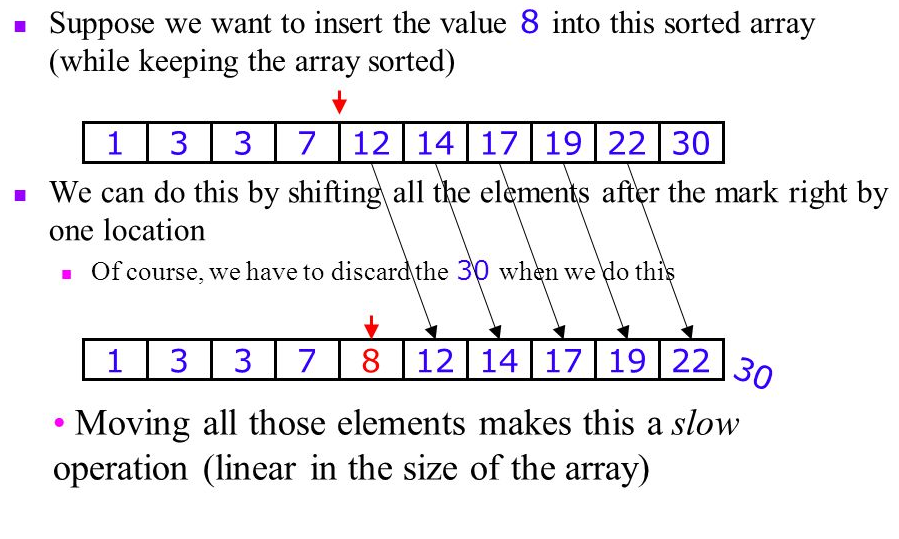 ▪ Suppose we want to insert the value 8 into this sorted array
(while keeping the array sorted)
1 3 3 7 12 14 17 19 22 30
▪ We can do this by shifting all the elements after the mark right by
one location
▪ Of course, we have to discard the 30 when we do this
1 3 3 7 8 12 14 17 19 22 30
• Moving all those elements makes this a slow
operation (linear in the size of the array)